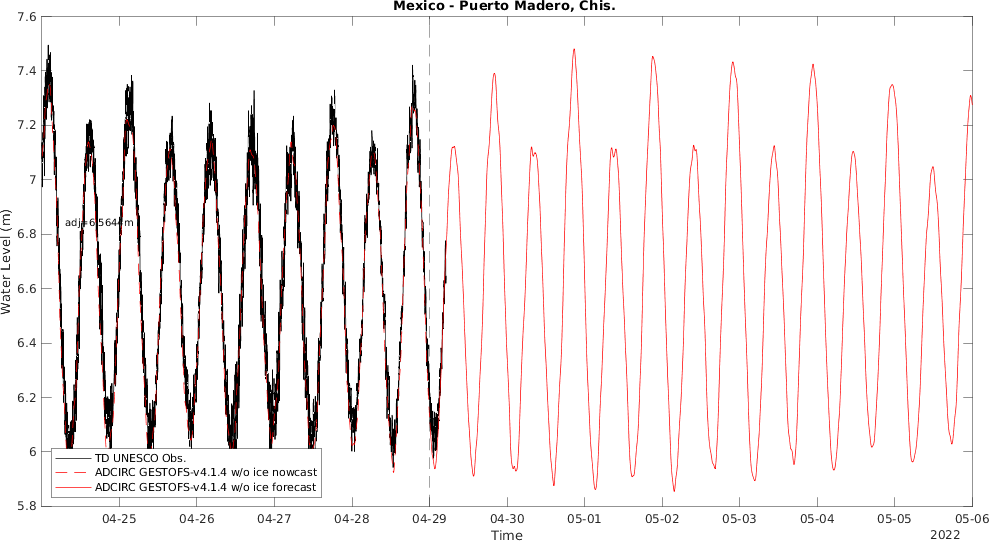 Mexico - Puerto Madero, Chis.
7.6
7.4
7.2
7
6.8
6.6
6.4
6.2
6
5.8
Water Level (m)
adj=6.5644m
TD UNESCO Obs.
ADCIRC GESTOFS-v4.1.4 w/o ice nowcast
ADCIRC GESTOFS-v4.1.4 w/o ice forecast
04-25 04-26 04-27 04-28 04-29 04-30 05-01 05-02 05-03 05-04 05-05 05-06
Time
2022